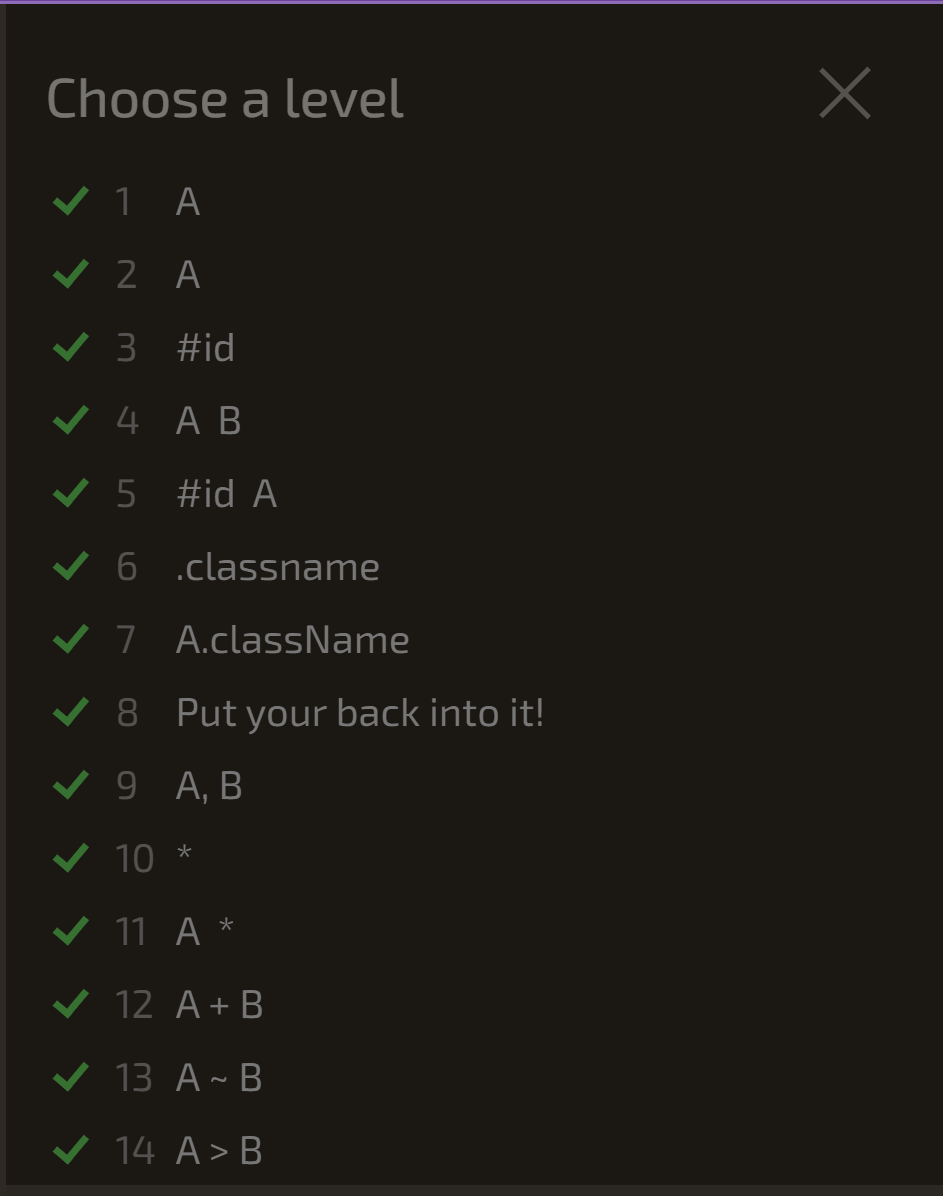 Choose a level
1 A
2 A
3 #id
4 A  B
5 #id  A
6 .classname
7 A.className
8 Put your back into it!
9 A, B
10 *
11 A  *
12 A + B
13 A ~ B
14 A > B